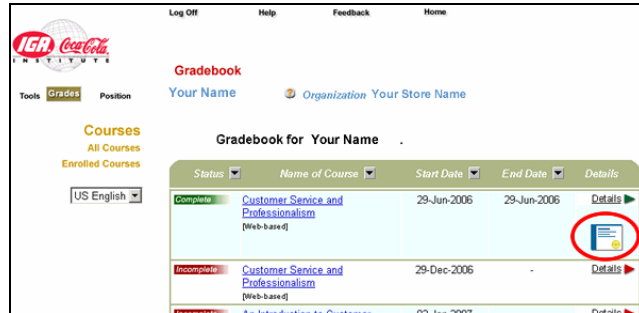 Log Off Help Feedback Home
IGA Coca-Cola
INSTITUTE
Gradebook
Tools Grades Position
Your Name ? Organization Your Store Name
Courses
All Courses
Enrolled Courses
US English
Gradebook for Your Name .
Status Name of Course Start Date End Date Details
Complete Customer Service and Professionalism 29-Jun-2006 29-Jun-2006 Details
[Web-based]
Incomplete Customer Service and Professionalism 29-Dec-2006 - Details
[Web-based]